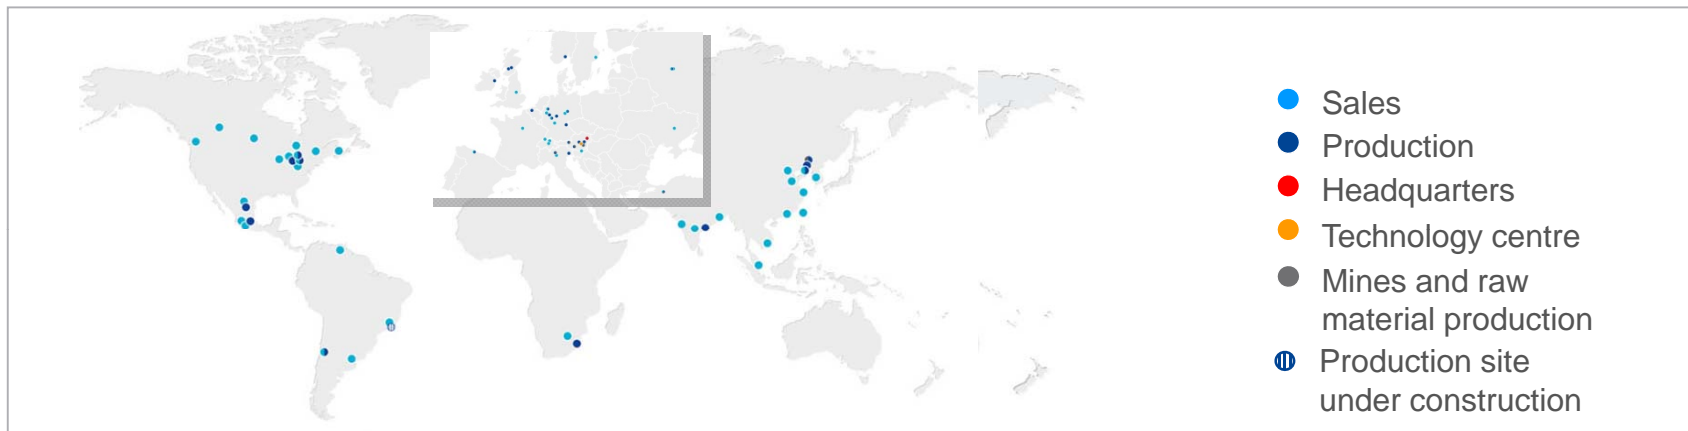 Sales
Production
Headquarters
Technology centre
Mines and raw
material production
Production site
under construction